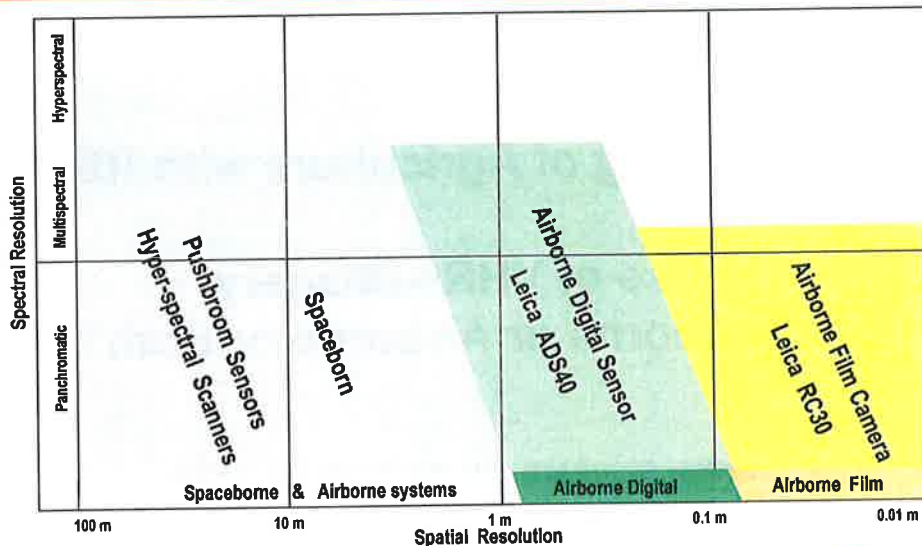 Spectral Resolution
Hyperspectral
Multispectral
Panchromatic
Hyper-spectral Scanners
Pushbroom Sensors
Spaceborn
Airborne Digital Sensor
Leica ADS40
Airborne Film Camera
Leica RC30
Spaceborne & Airborne systems
Airborne Digital
Airborne Film
100 m
10 m
1 m
0.1 m
0.01 m
Spatial Resolution